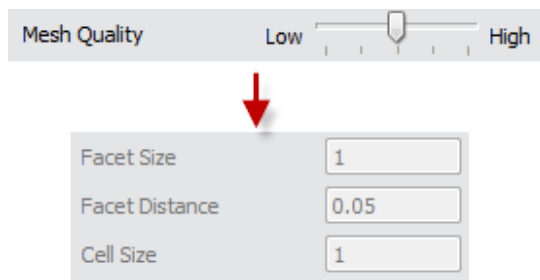 Mesh Quality Low High
Facet Size 1
Facet Distance 0.05
Cell Size 1